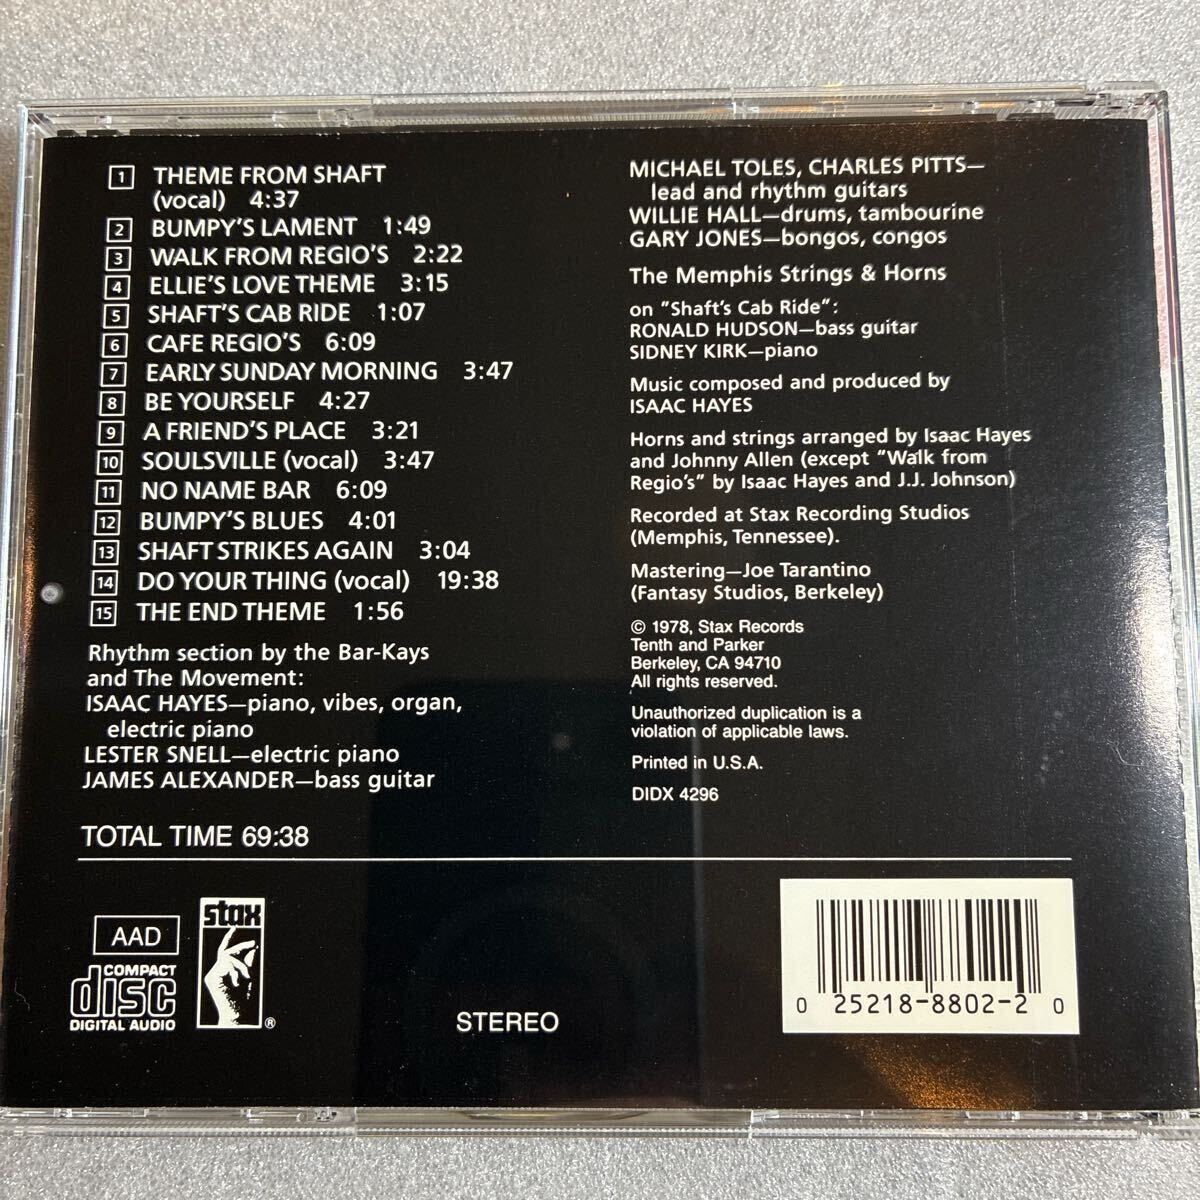 1 THEME FROM SHAFT
(vocal) 4:37
2 BUMPY'S LAMENT 1:49
3 WALK FROM REGIO'S 2:22
4 ELLIE'S LOVE THEME 3:15
5 SHAFT'S CAB RIDE 1:07
6 CAFE REGIO'S 6:09
7 EARLY SUNDAY MORNING 3:47
8 BE YOURSELF 4:27
9 A FRIEND'S PLACE 3:21
10 SOULSVILLE (vocal) 3:47
11 NO NAME BAR 6:09
12 BUMPY'S BLUES 4:01
13 SHAFT STRIKES AGAIN 3:04
14 DO YOUR THING (vocal) 19:38
15 THE END THEME 1:56
Rhythm section by the Bar-Kays
and The Movement:
ISAAC HAYES—piano, vibes, organ,
electric piano
LESTER SNELL—electric piano
JAMES ALEXANDER—bass guitar
MICHAEL TOLES, CHARLES PITTS—
lead and rhythm guitars
WILLIE HALL—drums, tambourine
GARY JONES—bongos, congos
The Memphis Strings & Horns
on "Shaft's Cab Ride":
RONALD HUDSON—bass guitar
SIDNEY KIRK—piano
Music composed and produced by
ISAAC HAYES
Horns and strings arranged by Isaac Hayes
and Johnny Allen (except "Walk from
Regio's" by Isaac Hayes and J.J. Johnson)
Recorded at Stax Recording Studios
(Memphis, Tennessee).
Mastering—Joe Tarantino
(Fantasy Studios, Berkeley)
© 1978, Stax Records
Tenth and Parker
Berkeley, CA 94710
All rights reserved.
Unauthorized duplication is a
violation of applicable laws.
Printed in U.S.A.
DIDX 4296
TOTAL TIME 69:38
AAD
COMPACT
disc
DIGITAL AUDIO
stax
®
STEREO
0 25218-8802-2 0